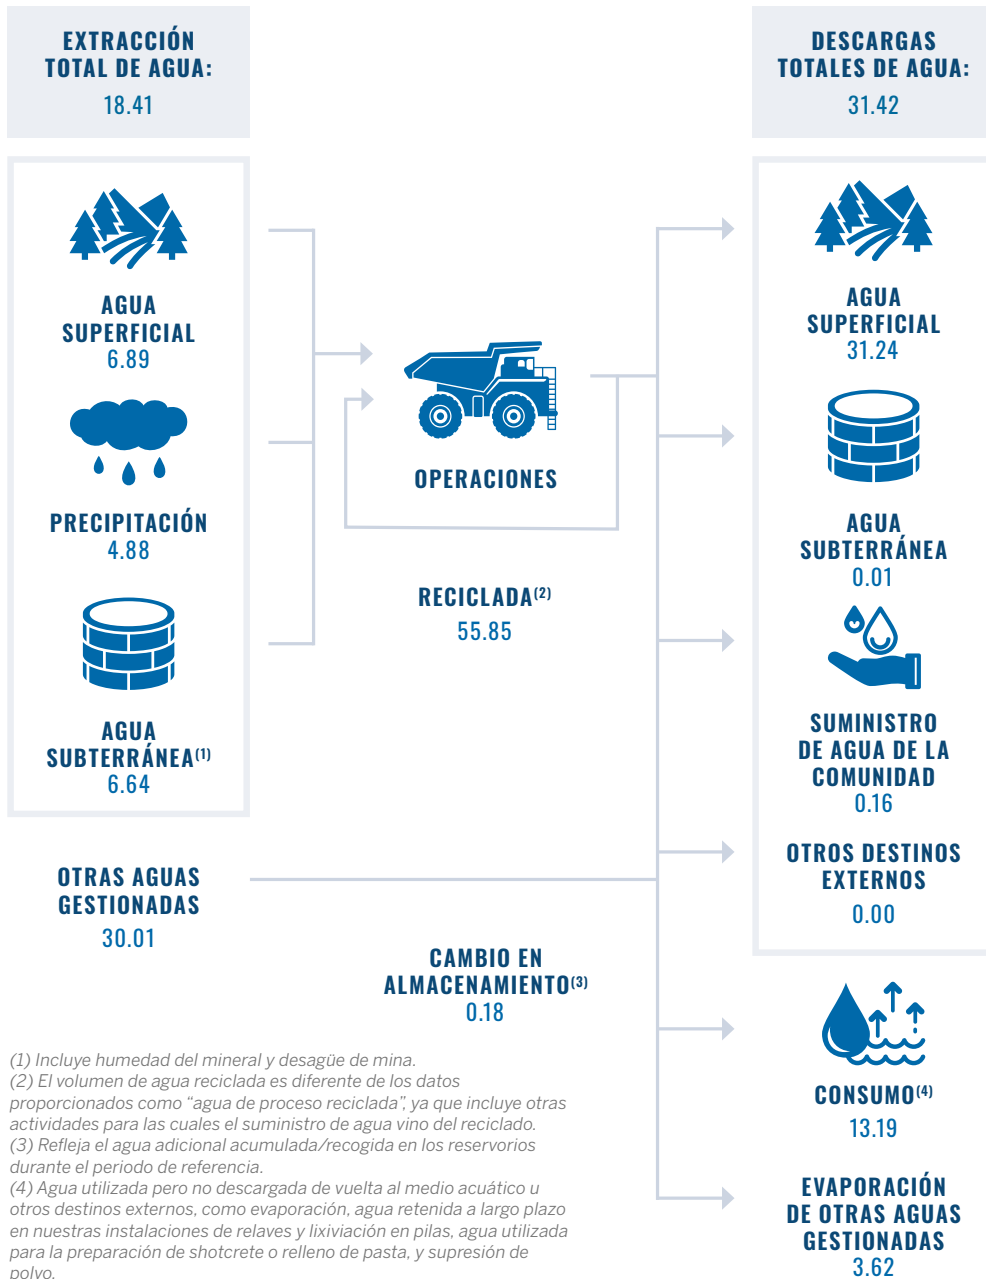 EXTRACCIÓN
TOTAL DE AGUA:
18.41
AGUA
SUPERFICIAL
6.89
PRECIPITACIÓN
4.88
AGUA
SUBTERRÁNEA(1)
6.64
OTRAS AGUAS
GESTIONADAS
30.01
OPERACIONES
RECICLADA(2)
55.85
CAMBIO EN
ALMACENAMIENTO(3)
0.18
DESCARGAS
TOTALES DE AGUA:
31.42
AGUA
SUPERFICIAL
31.24
AGUA
SUBTERRÁNEA
0.01
SUMINISTRO
DE AGUA DE LA
COMUNIDAD
0.16
OTROS DESTINOS
EXTERNOS
0.00
CONSUMO(4)
13.19
EVAPORACIÓN
DE OTRAS AGUAS
GESTIONADAS
3.62
(1) Incluye humedad del mineral y desagüe de mina.
(2) El volumen de agua reciclada es diferente de los datos
proporcionados como “agua de proceso reciclada”, ya que incluye otras
actividades para las cuales el suministro de agua vino del reciclado.
(3) Refleja el agua adicional acumulada/recogida en los reservorios
durante el periodo de referencia.
(4) Agua utilizada pero no descargada de vuelta al medio acuático u
otros destinos externos, como evaporación, agua retenida a largo plazo
en nuestras instalaciones de relaves y lixiviación en pilas, agua utilizada
para la preparación de shotcrete o relleno de pasta, y supresión de
polvo.